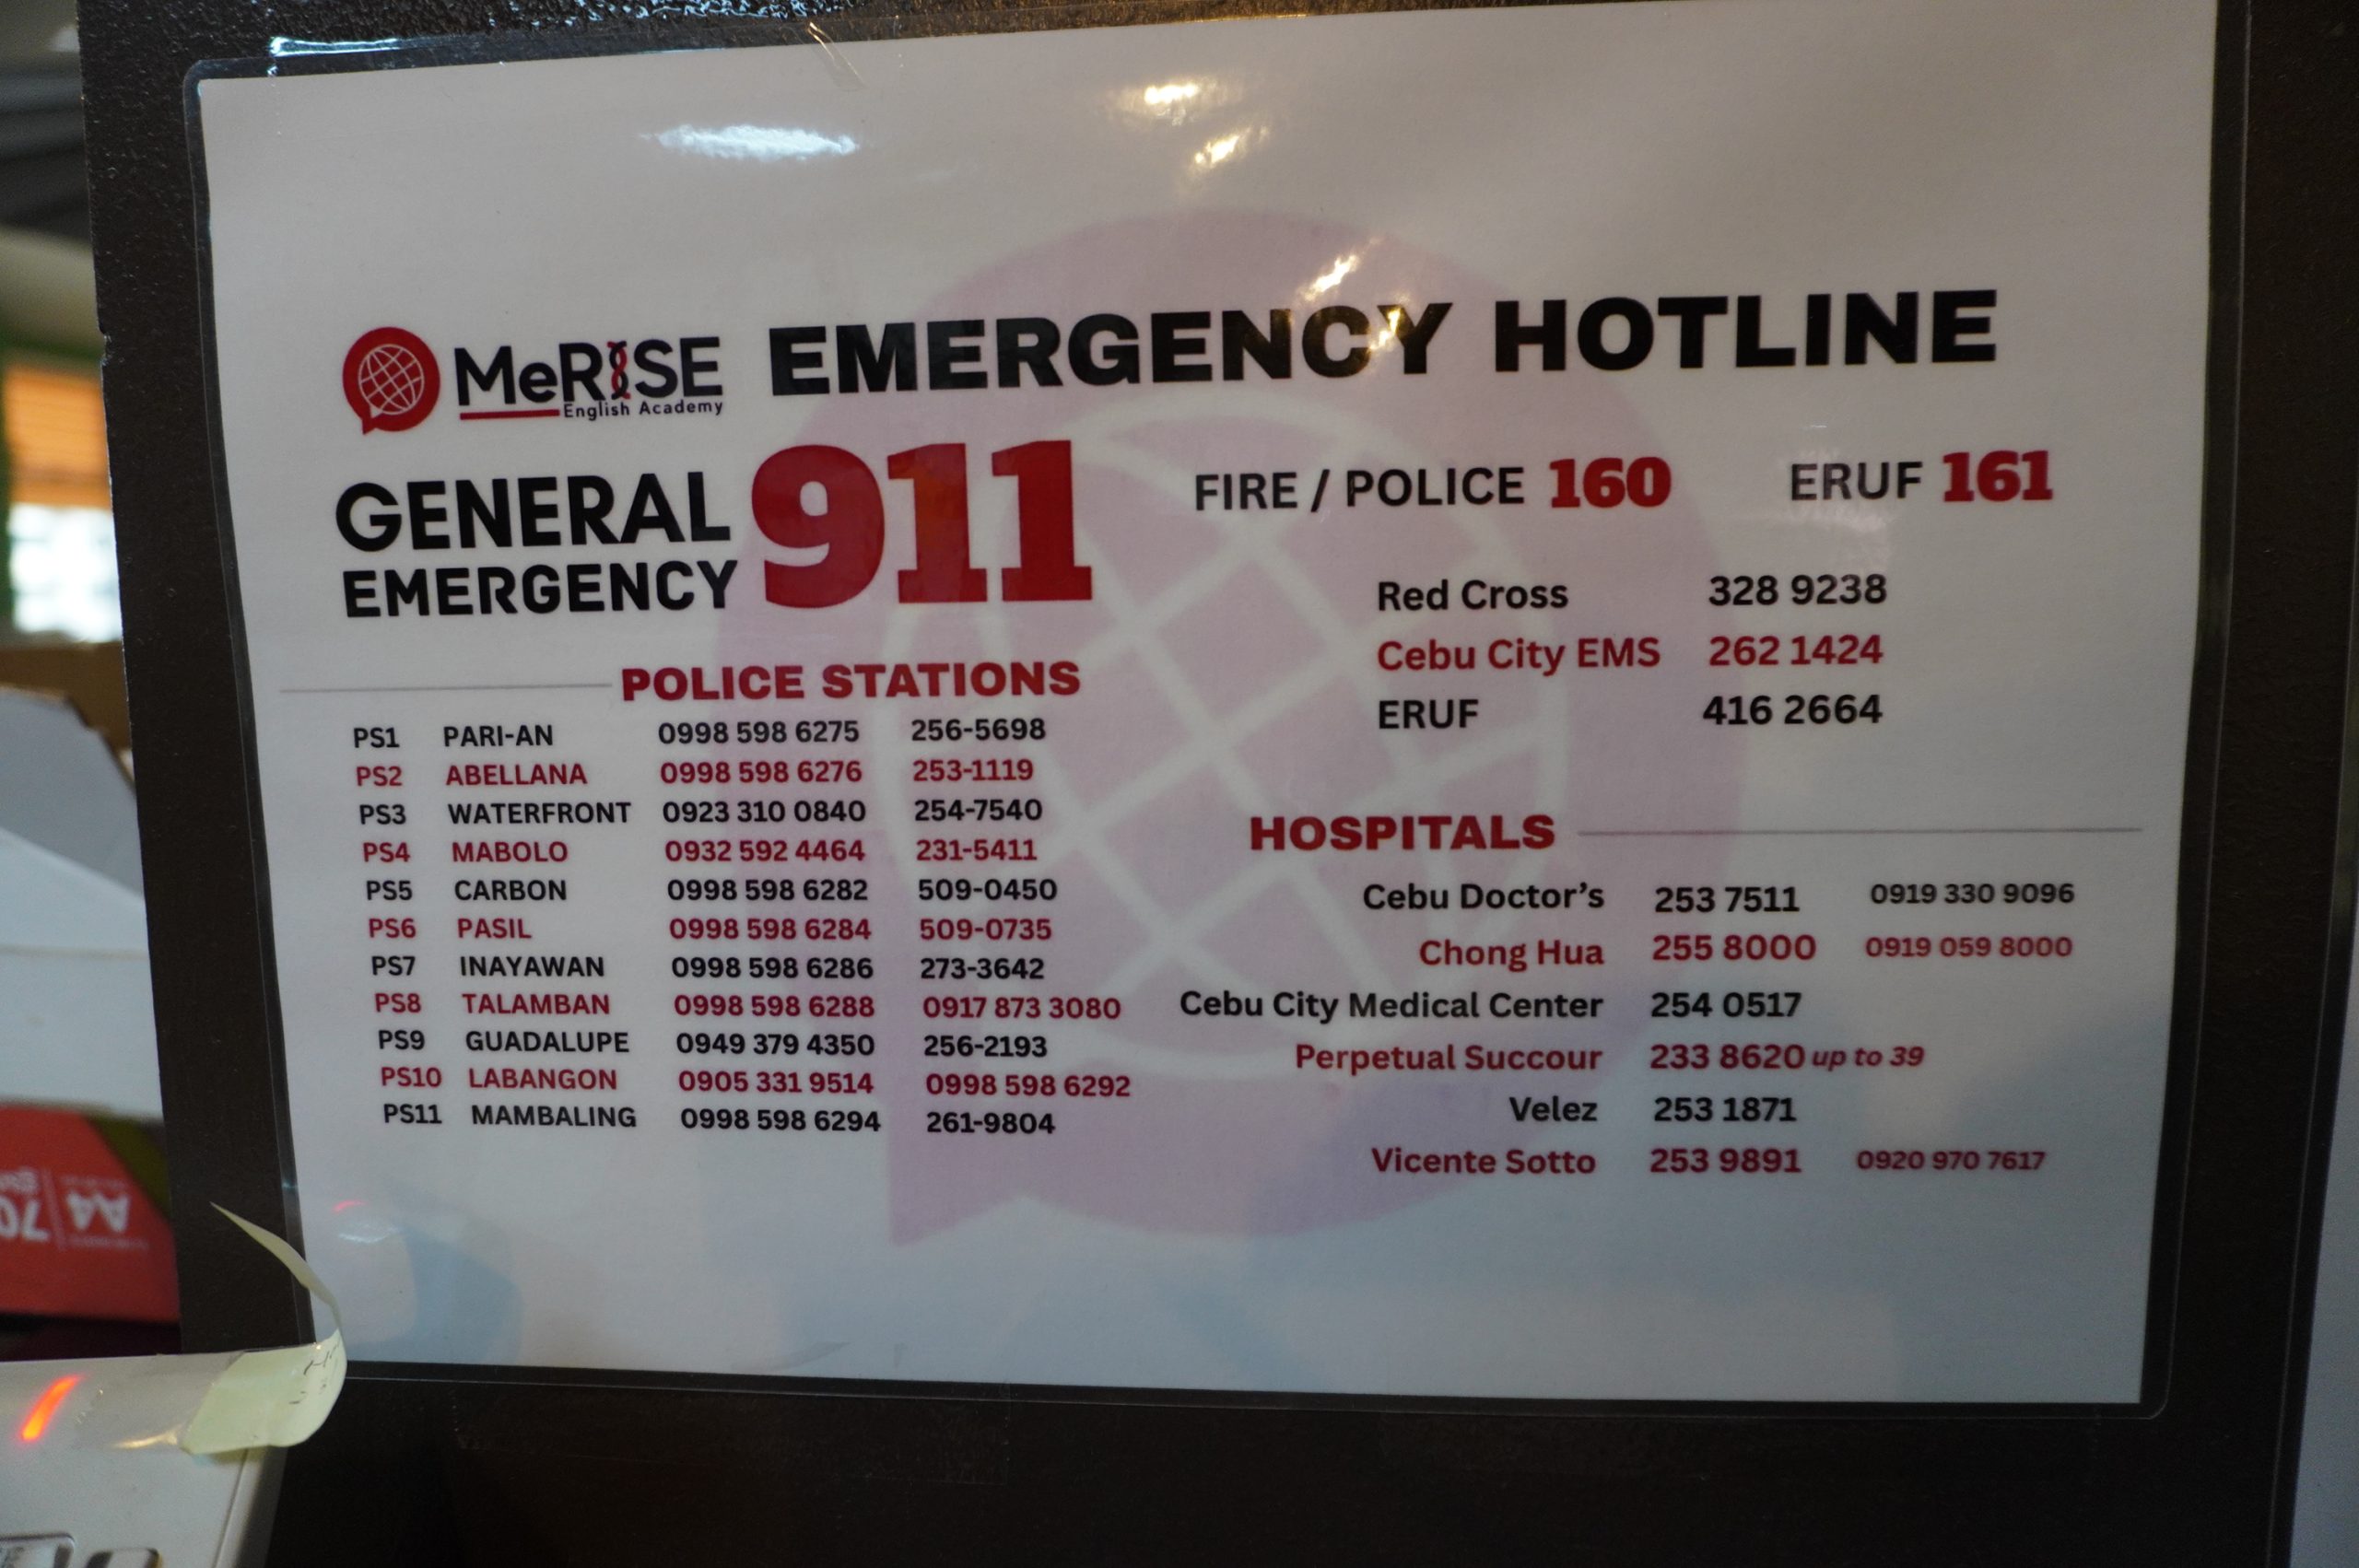 MeRISE EMERGENCY HOTLINE
English Academy
GENERAL EMERGENCY 911
FIRE / POLICE 160 ERUF 161
Red Cross 328 9238
Cebu City EMS 262 1424
ERUF 416 2664
POLICE STATIONS
PS1 PARI-AN 0998 598 6275 256-5698
PS2 ABELLANA 0998 598 6276 253-1119
PS3 WATERFRONT 0923 310 0840 254-7540
PS4 MABOLO 0932 592 4464 231-5411
PS5 CARBON 0998 598 6282 509-0450
PS6 PASIL 0998 598 6284 509-0735
PS7 INAYAWAN 0998 598 6286 273-3642
PS8 TALAMBAN 0998 598 6288 0917 873 3080
PS9 GUADALUPE 0949 379 4350 256-2193
PS10 LABANGON 0905 331 9514 0998 598 6292
PS11 MAMBALING 0998 598 6294 261-9804
HOSPITALS
Cebu Doctor's 253 7511 0919 330 9096
Chong Hua 255 8000 0919 059 8000
Cebu City Medical Center 254 0517
Perpetual Succour 233 8620 up to 39
Velez 253 1871
Vicente Sotto 253 9891 0920 970 7617
A4
70